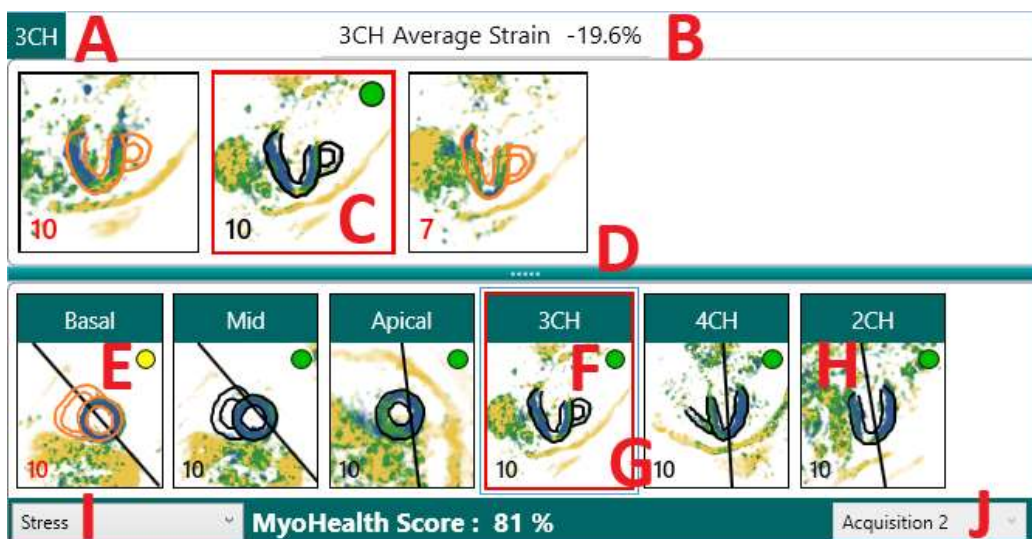 3CH A 3CH Average Strain -19.6% B
C
10 10 7
D
Basal Mid Apical 3CH 4CH 2CH
E F H
G
10 10 10 10 10 10
Stress I MyoHealth Score : 81 % Acquisition 2 J